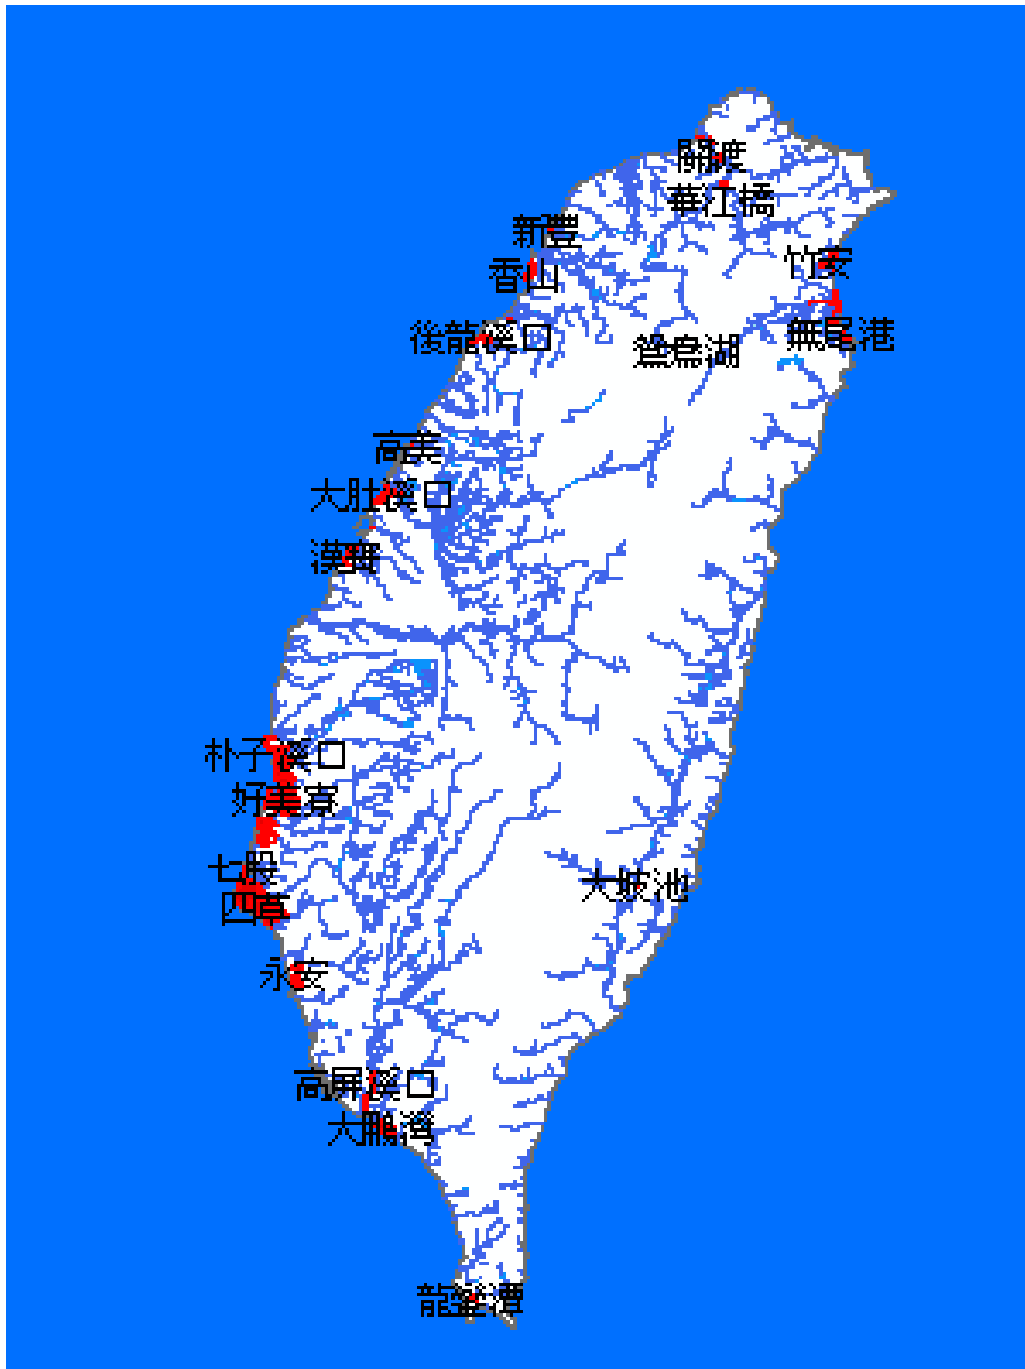 關渡
華江橋
新豐
竹安
香山
後龍溪口
無尾港
鴛鴦湖
高美
大肚溪口
漢寶
朴子溪口
好美寮
七股
大坡池
四草
永安
高屏溪口
大鵬灣
龍鑾潭